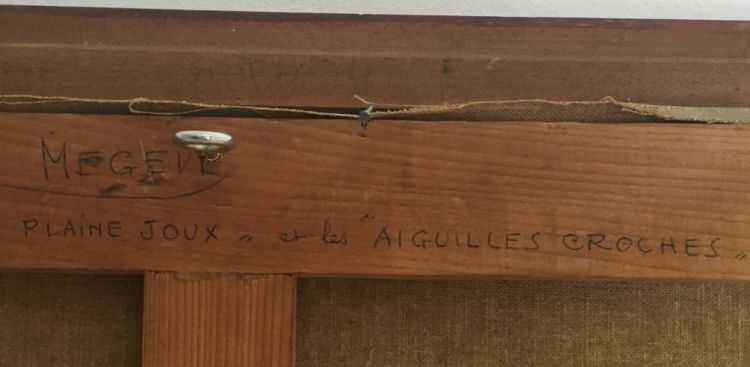 MEGEVE
PLAINE JOUX „ et les "AIGUILLES CROCHES „